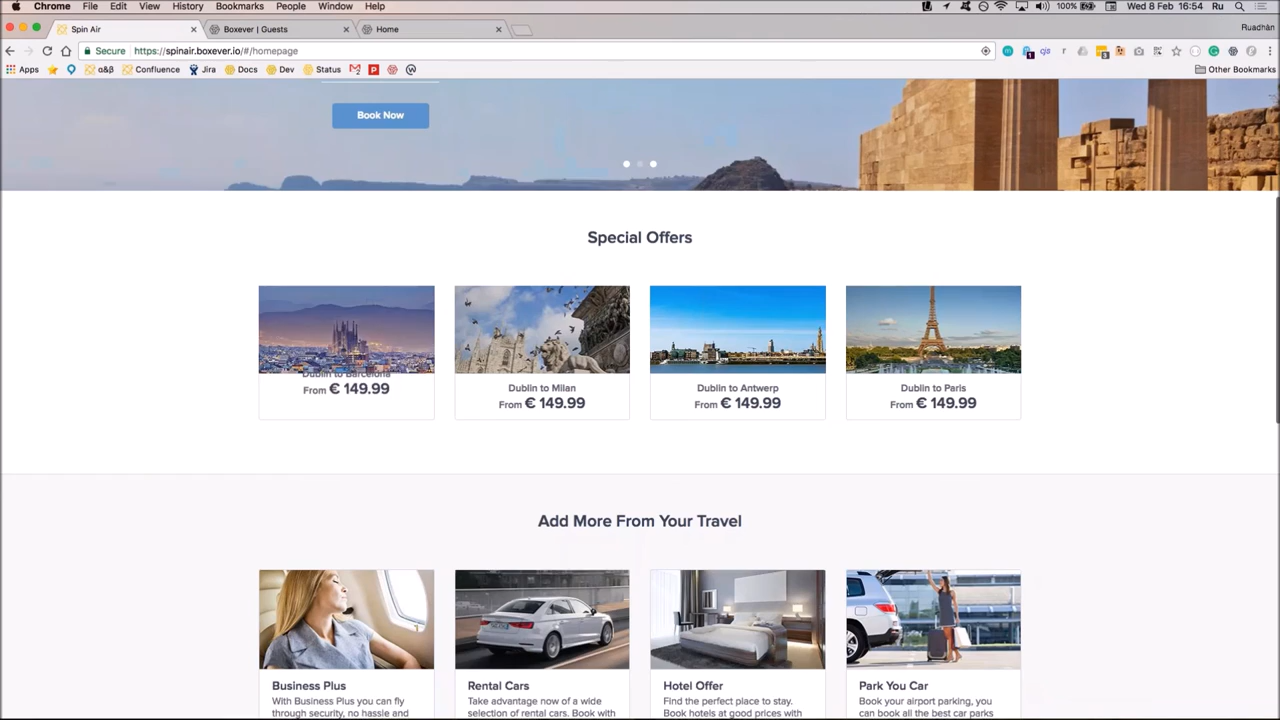 Chrome File Edit View History Bookmarks People Window Help 100% Wed 8 Feb 16:54 Ru
Spin Air Boxever | Guests Home Ruadhán
Secure https://spinair.boxever.io/#/homepage
Apps α&β Confluence Jira Docs Dev Status Other Bookmarks
Book Now
Special Offers
Dublin to Barcelona
From € 149.99
Dublin to Milan
From € 149.99
Dublin to Antwerp
From € 149.99
Dublin to Paris
From € 149.99
Add More From Your Travel
Business Plus
With Business Plus you can fly
through security, no hassle and
Rental Cars
Take advantage now of a wide
selection of rental cars. Book with
Hotel Offer
Find the perfect place to stay.
Book hotels at good prices with
Park You Car
Book your airport parking, you
can book all the best car parks